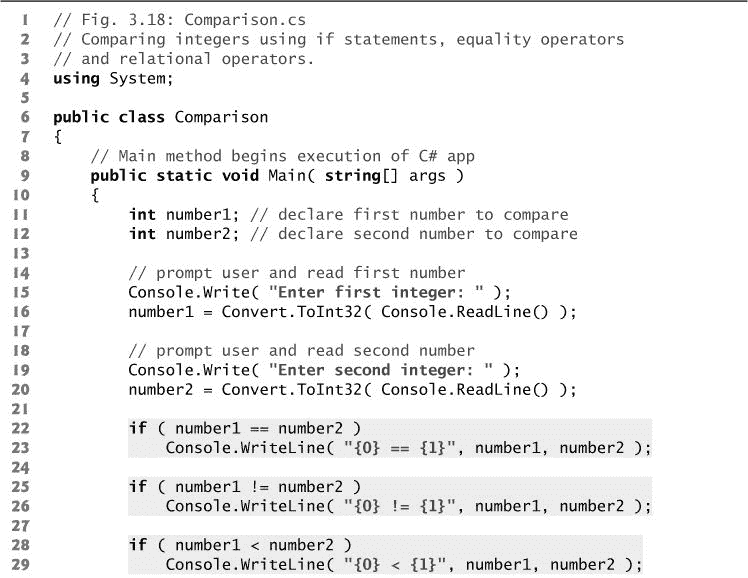 1 // Fig. 3.18: Comparison.cs
2 // Comparing integers using if statements, equality operators
3 // and relational operators.
4 using System;
5
6 public class Comparison
7 {
8 // Main method begins execution of C# app
9 public static void Main( string[] args )
10 {
11 int number1; // declare first number to compare
12 int number2; // declare second number to compare
13
14 // prompt user and read first number
15 Console.Write( "Enter first integer: " );
16 number1 = Convert.ToInt32( Console.ReadLine() );
17
18 // prompt user and read second number
19 Console.Write( "Enter second integer: " );
20 number2 = Convert.ToInt32( Console.ReadLine() );
21
22 if ( number1 == number2 )
23 Console.WriteLine( "{0} == {1}", number1, number2 );
24
25 if ( number1 != number2 )
26 Console.WriteLine( "{0} != {1}", number1, number2 );
27
28 if ( number1 < number2 )
29 Console.WriteLine( "{0} < {1}", number1, number2 );